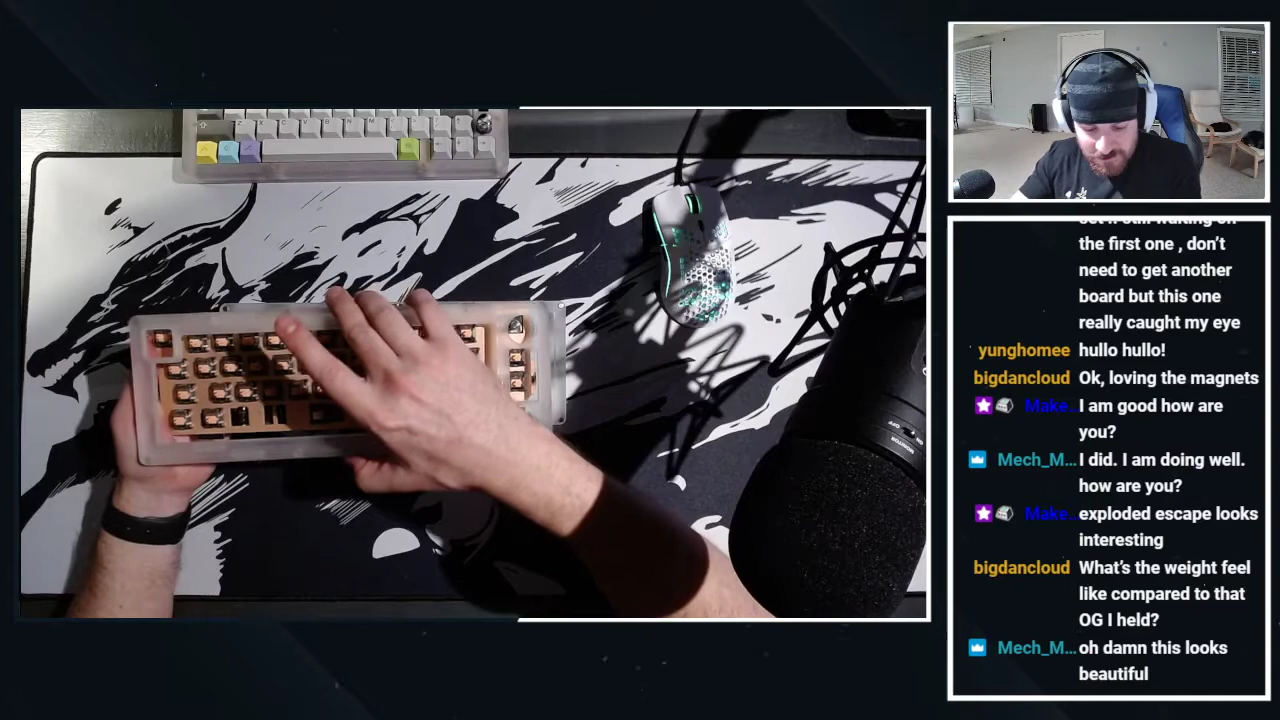 the first one , don’t
need to get another
board but this one
really caught my eye
yunghomee hullo hullo!
bigdancloud Ok, loving the magnets
Make… I am good how are
you?
Mech_M… I did. I am doing well.
how are you?
Make… exploded escape looks
interesting
bigdancloud What’s the weight feel
like compared to that
OG I held?
Mech_M… oh damn this looks
beautiful